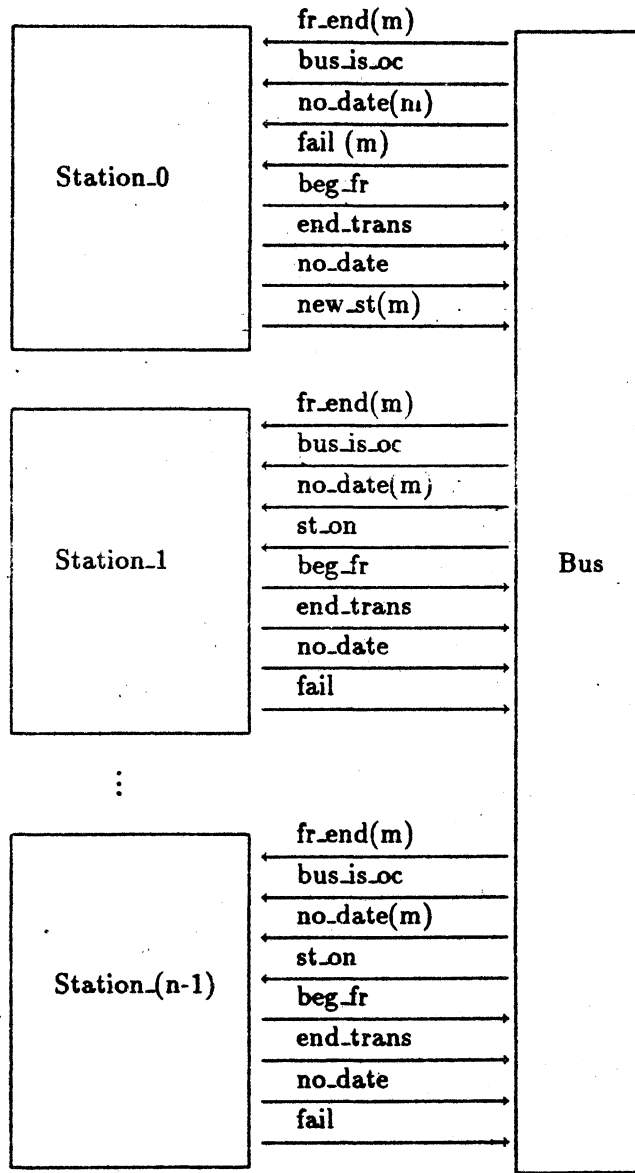 fr_end(m)
bus_is_oc
no_date(m)
fail (m)
Station_0
beg_fr
end_trans
no_date
new_st(m)
fr_end(m)
bus_is_oc
no_date(m)
st_on
Station_1
Bus
beg_fr
end_trans
no_date
fail
⋮
fr_end(m)
bus_is_oc
no_date(m)
st_on
Station_(n-1)
beg_fr
end_trans
no_date
fail